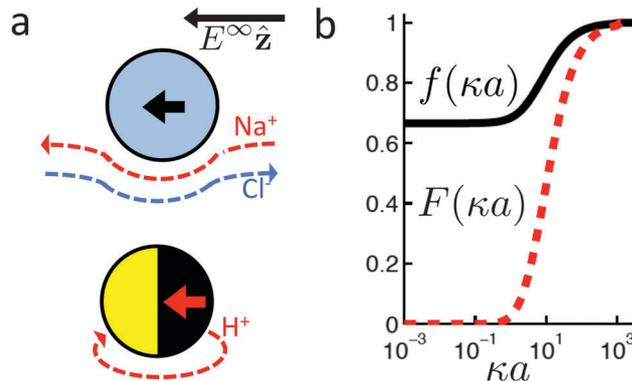 a
E^∞ ẑ
Na⁺
Cl⁻
H⁺
b
1
0.8
0.6
0.4
0.2
0
f(κa)
F(κa)
10⁻³
10⁻¹
10¹
10³
κa